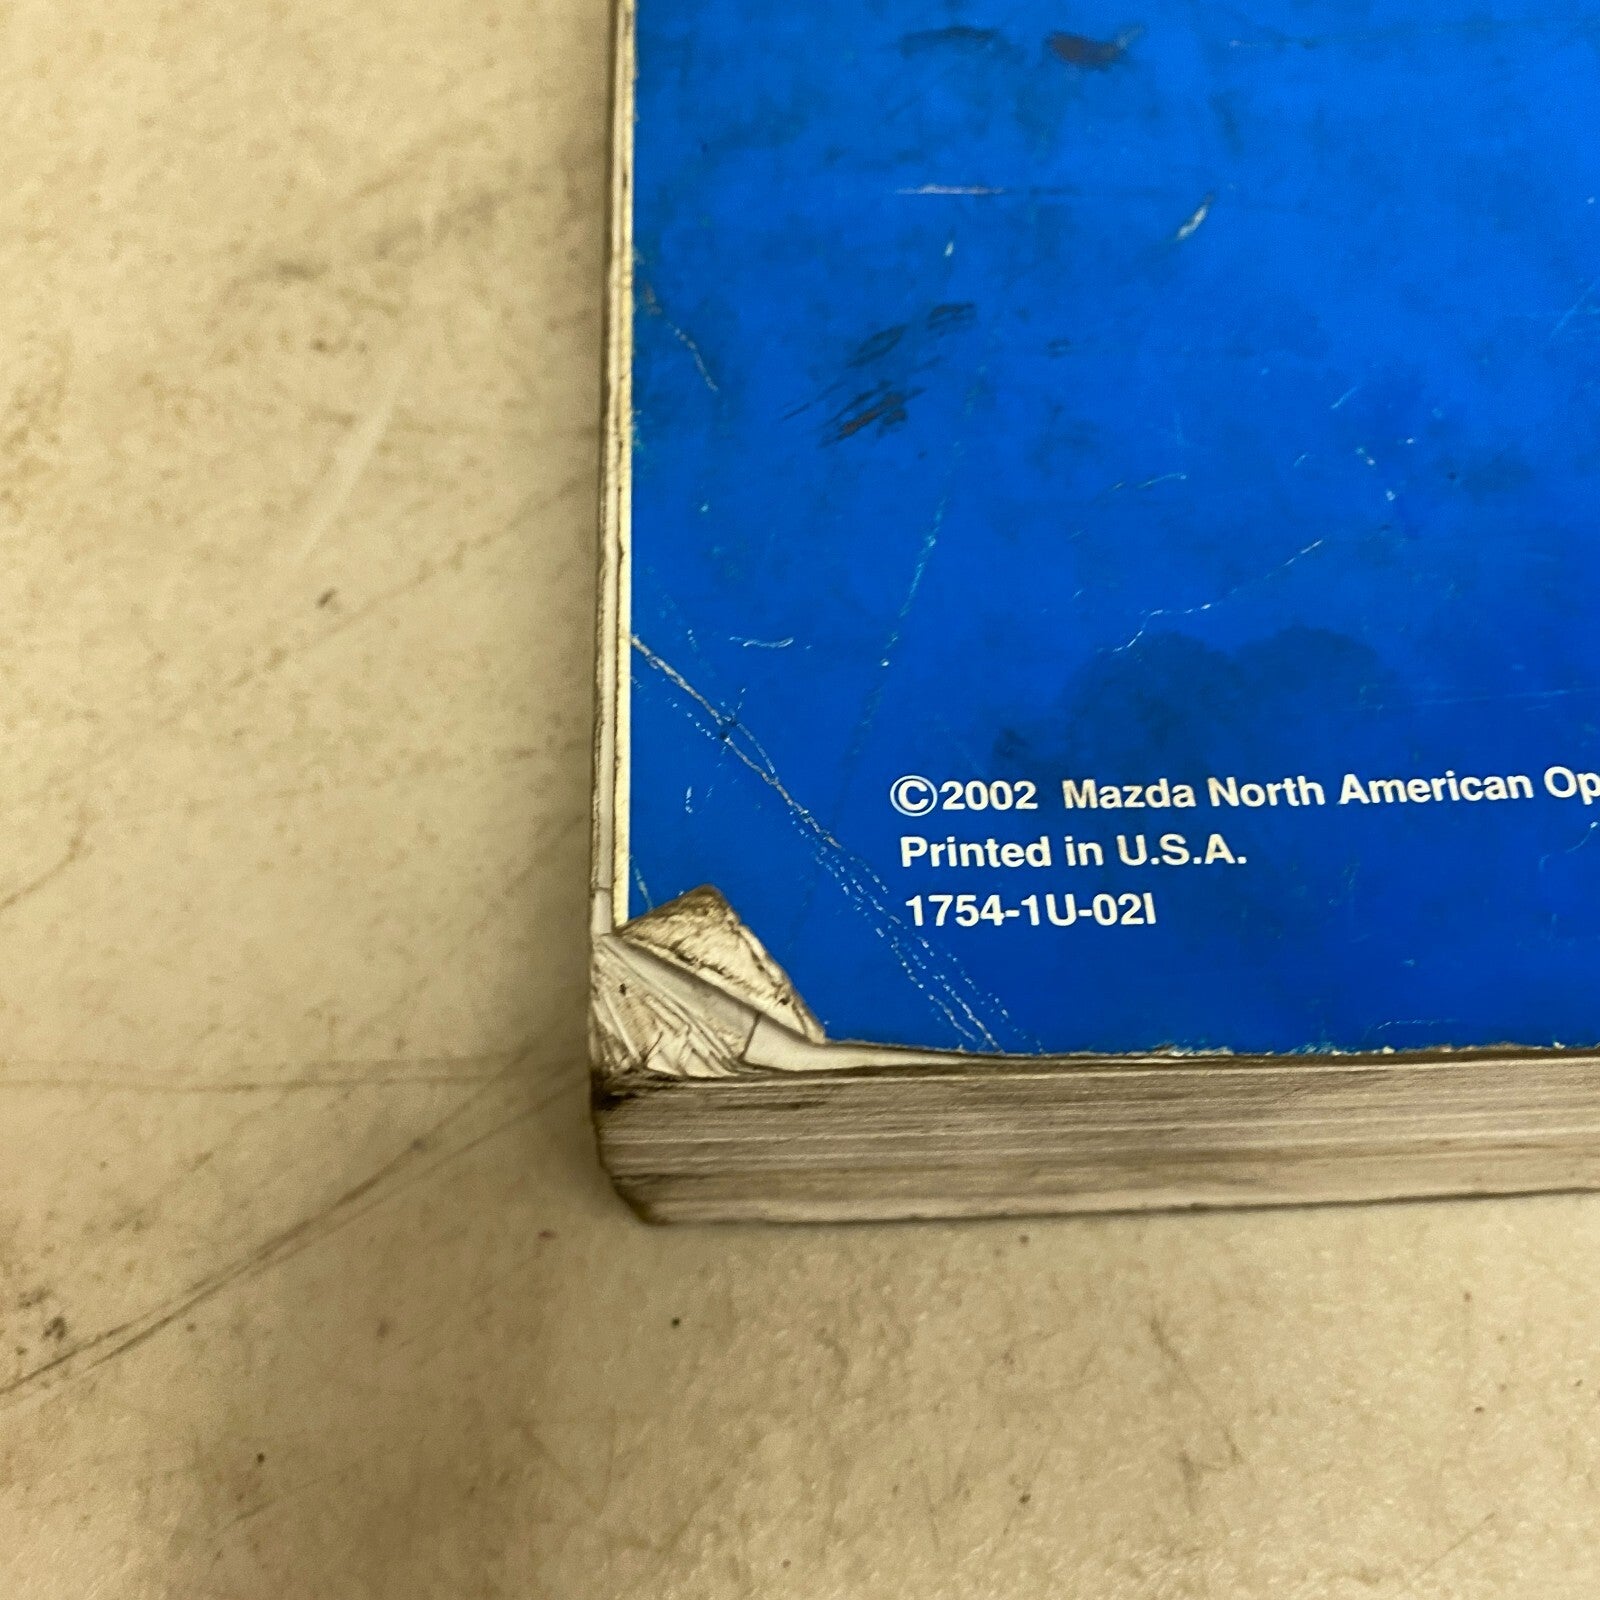 ©2002 Mazda North American Op
Printed in U.S.A.
1754-1U-02I